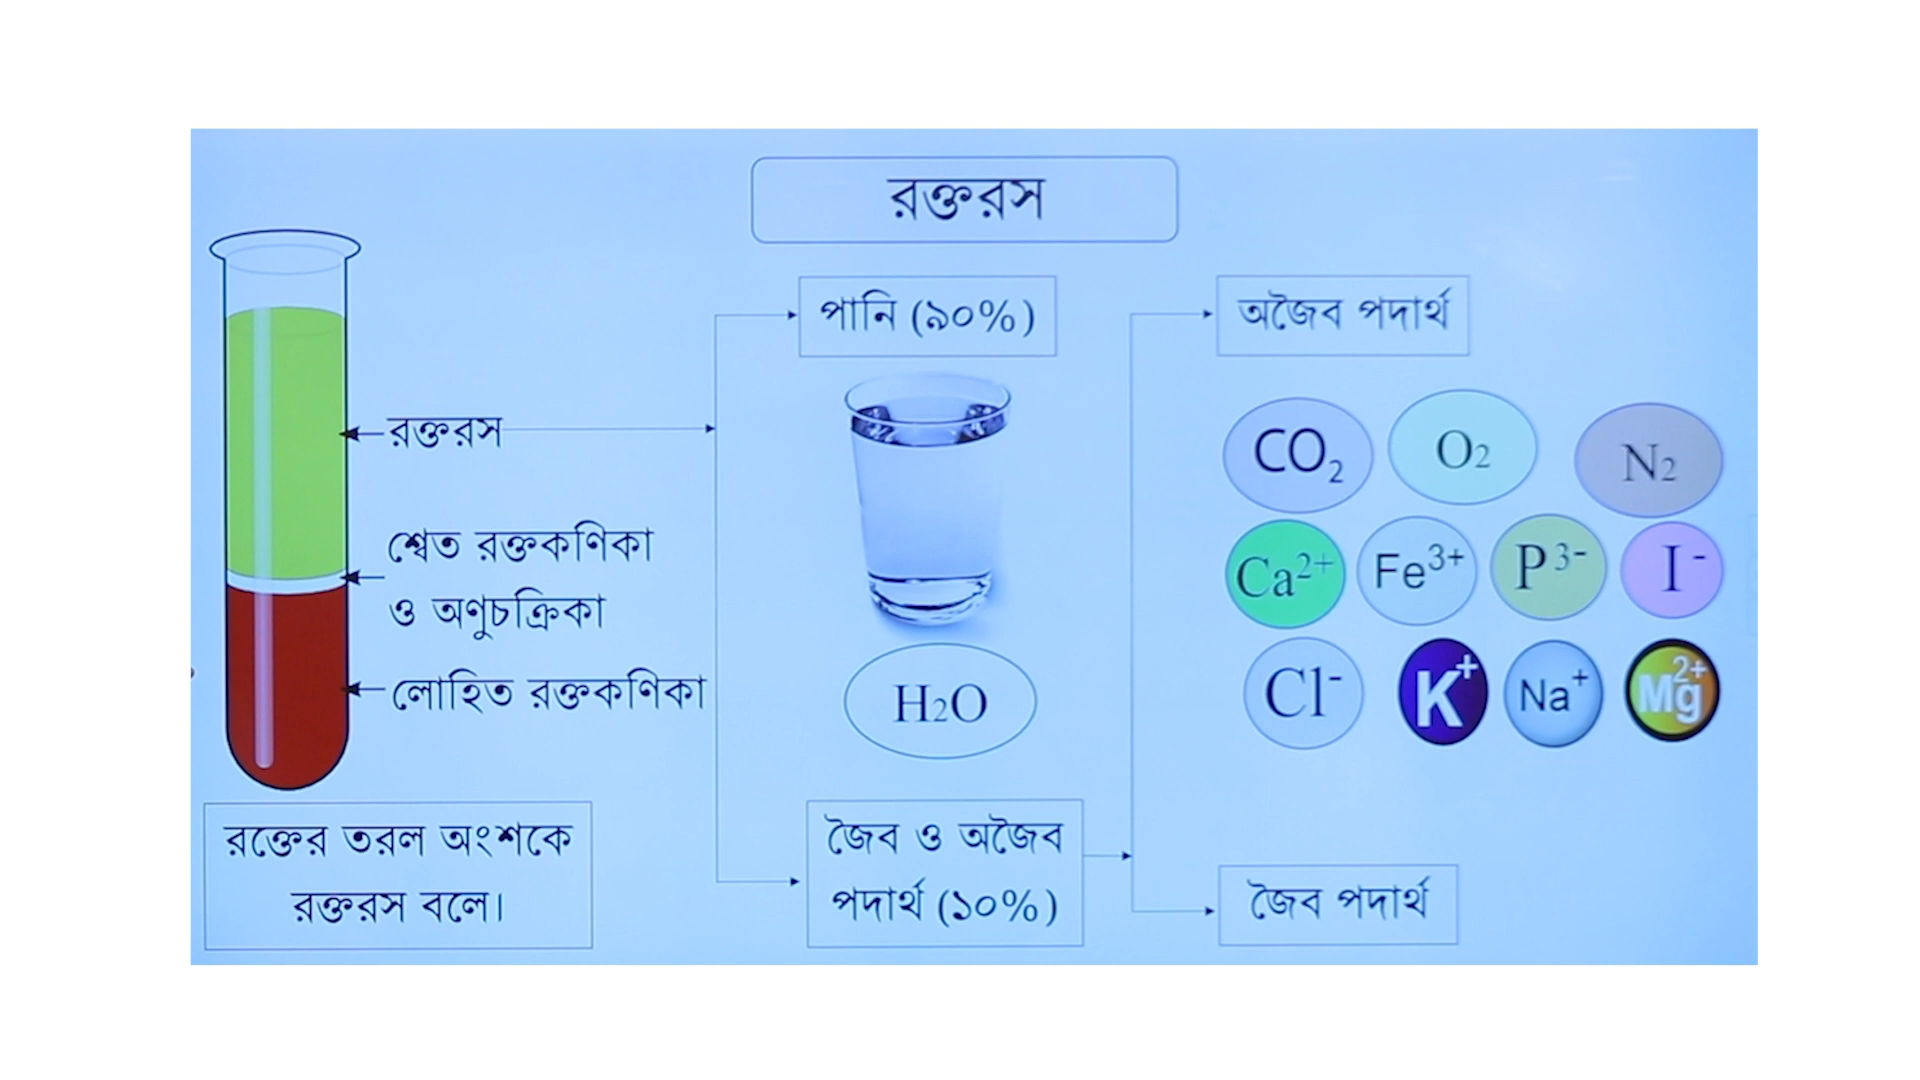 রক্তরস
পানি (৯০%)
অজৈব পদার্থ
রক্তরস
শ্বেত রক্তকণিকা
ও অণুচক্রিকা
লোহিত রক্তকণিকা
রক্তের তরল অংশকে
রক্তরস বলে।
H₂O
জৈব ও অজৈব
পদার্থ (১০%)
CO₂ O₂ N₂
Ca²⁺ Fe³⁺ P³⁻ I⁻
Cl⁻ K⁺ Na⁺ Mg²⁺
জৈব পদার্থ